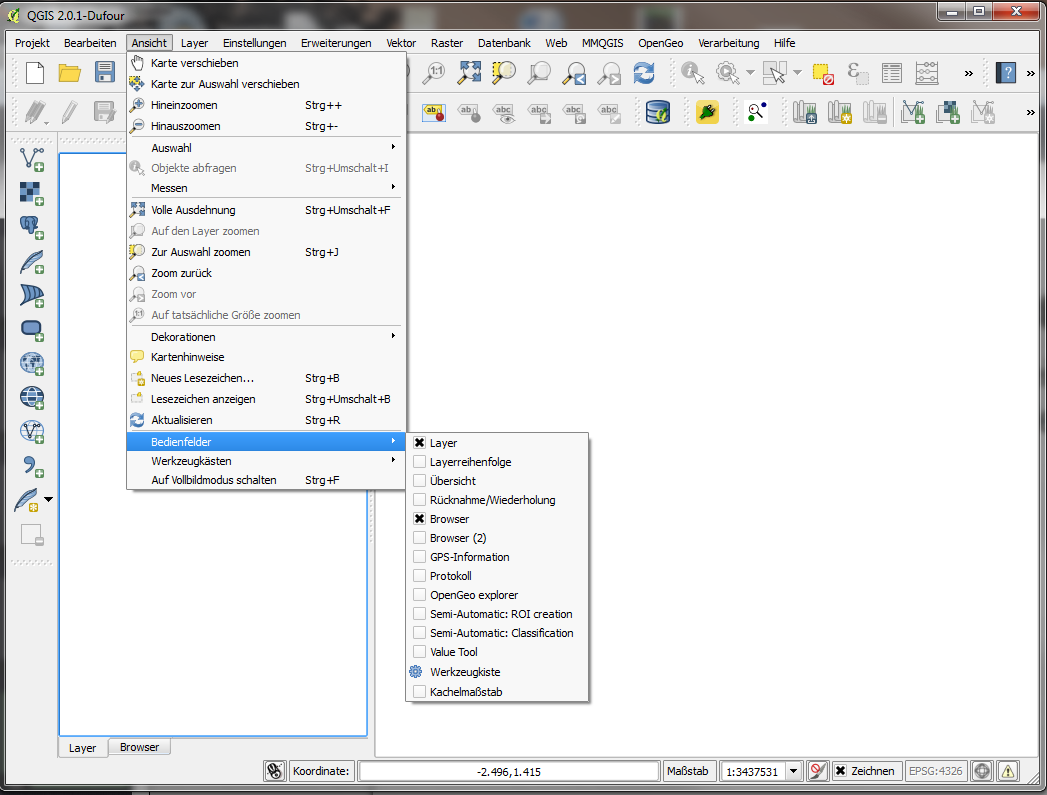 QGIS 2.0.1-Dufour
Projekt Bearbeiten Ansicht Layer Einstellungen Erweiterungen Vektor Raster Datenbank Web MMQGIS OpenGeo Verarbeitung Hilfe
Karte verschieben
Karte zur Auswahl verschieben
Hineinzoomen Strg++
Hinauszoomen Strg+-
Auswahl
Objekte abfragen Strg+Umschalt+I
Messen
Volle Ausdehnung Strg+Umschalt+F
Auf den Layer zoomen
Zur Auswahl zoomen Strg+J
Zoom zurück
Zoom vor
Auf tatsächliche Größe zoomen
Dekorationen
Kartenhinweise
Neues Lesezeichen... Strg+B
Lesezeichen anzeigen Strg+Umschalt+B
Aktualisieren Strg+R
Bedienfelder
Werkzeugkästen
Auf Vollbildmodus schalten Strg+F
Layer
Layerreihenfolge
Übersicht
Rücknahme/Wiederholung
Browser
Browser (2)
GPS-Information
Protokoll
OpenGeo explorer
Semi-Automatic: ROI creation
Semi-Automatic: Classification
Value Tool
Werkzeugkiste
Kachelmaßstab
Layer Browser
Koordinate: -2.496,1.415 Maßstab 1:3437531 Zeichnen EPSG:4326